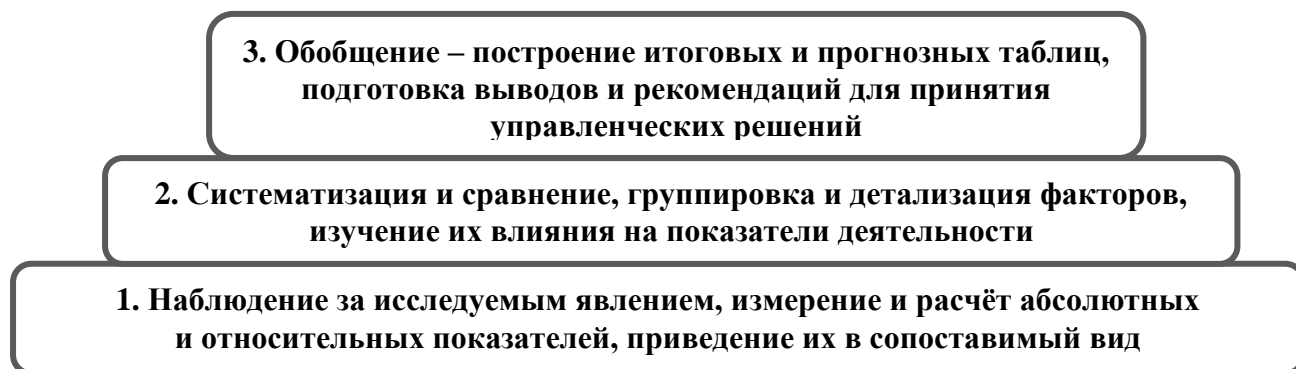 3. Обобщение – построение итоговых и прогнозных таблиц,
подготовка выводов и рекомендаций для принятия
управленческих решений
2. Систематизация и сравнение, группировка и детализация факторов,
изучение их влияния на показатели деятельности
1. Наблюдение за исследуемым явлением, измерение и расчёт абсолютных
и относительных показателей, приведение их в сопоставимый вид